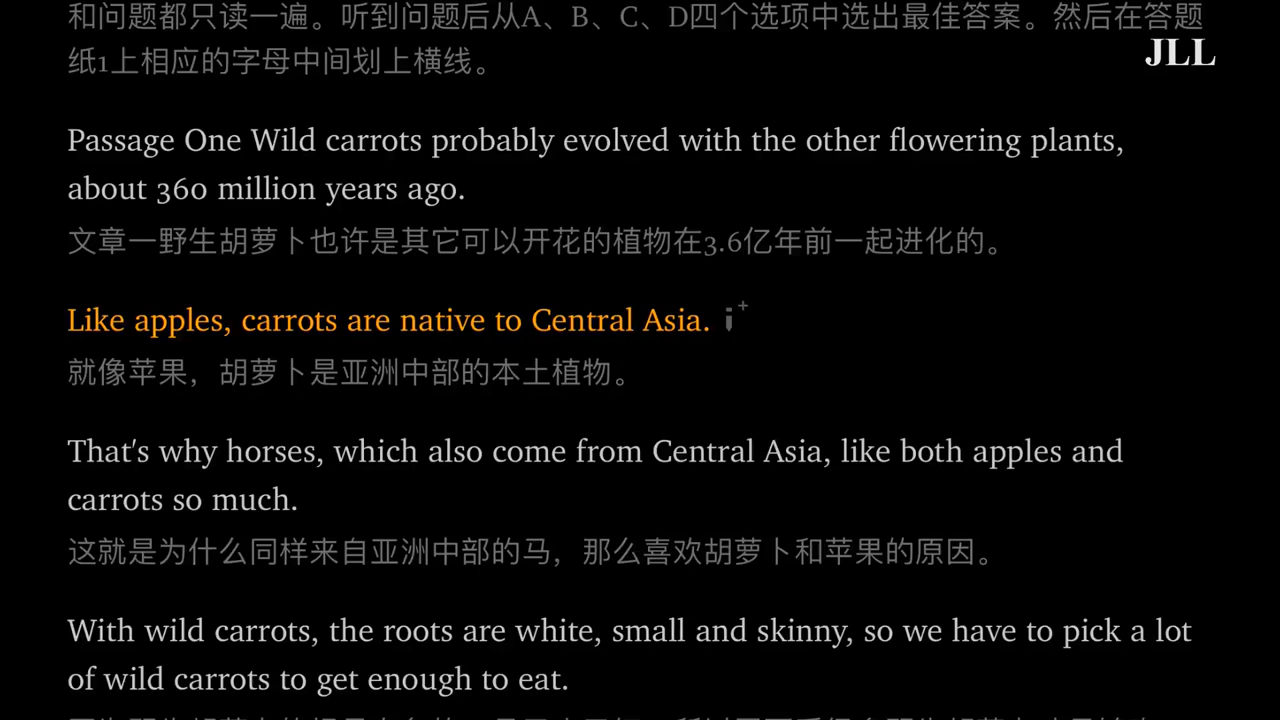 和问题都只读一遍。听到问题后从A、B、C、D四个选项中选出最佳答案。然后在答题
纸1上相应的字母中间划上横线。
JLL
Passage One Wild carrots probably evolved with the other flowering plants,
about 360 million years ago.
文章一野生胡萝卜也许是其它可以开花的植物在3.6亿年前一起进化的。
Like apples, carrots are native to Central Asia.
就像苹果，胡萝卜是亚洲中部的本土植物。
That's why horses, which also come from Central Asia, like both apples and
carrots so much.
这就是为什么同样来自亚洲中部的马，那么喜欢胡萝卜和苹果的原因。
With wild carrots, the roots are white, small and skinny, so we have to pick a lot
of wild carrots to get enough to eat.